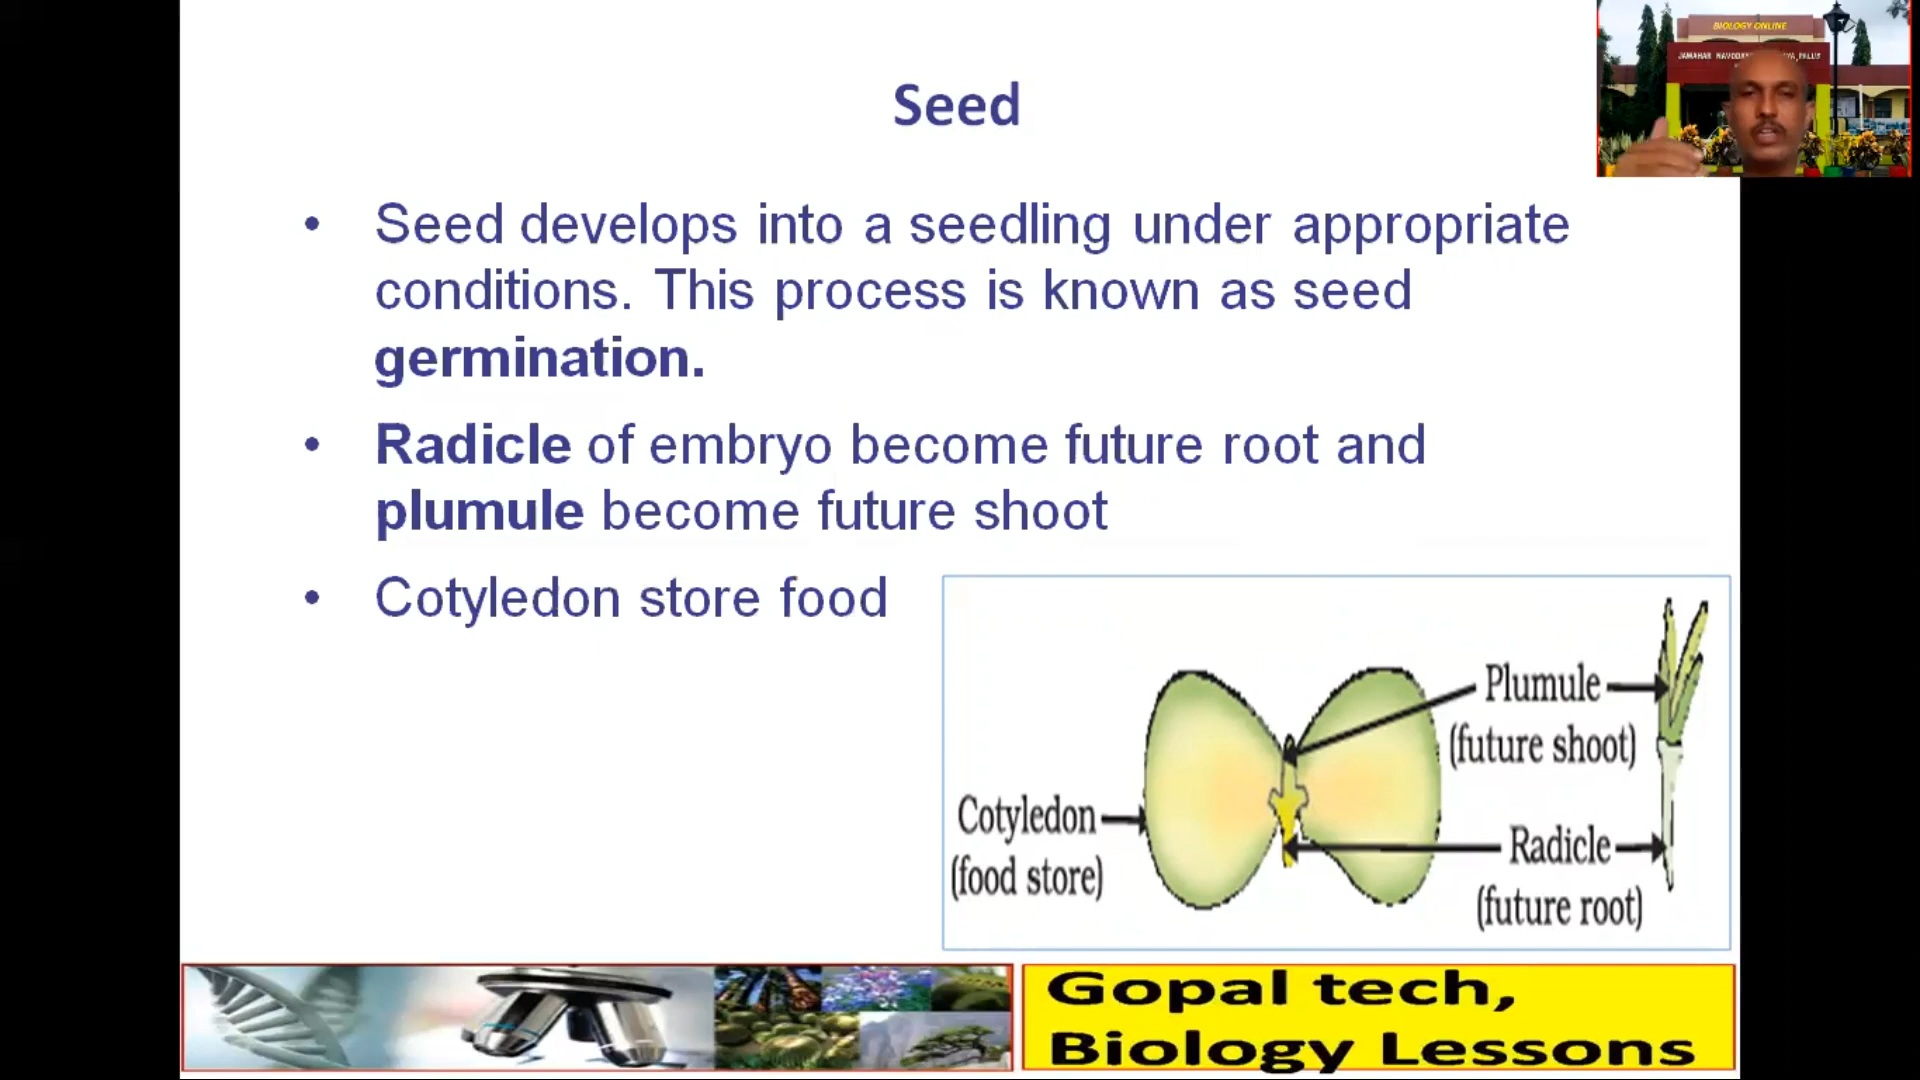 BIOLOGY ONLINE
JAWAHAR
Seed
• Seed develops into a seedling under appropriate
conditions. This process is known as seed
germination.
• Radicle of embryo become future root and
plumule become future shoot
• Cotyledon store food
Plumule
(future shoot)
Cotyledon
(food store)
Radicle
(future root)
Gopal tech,
Biology Lessons